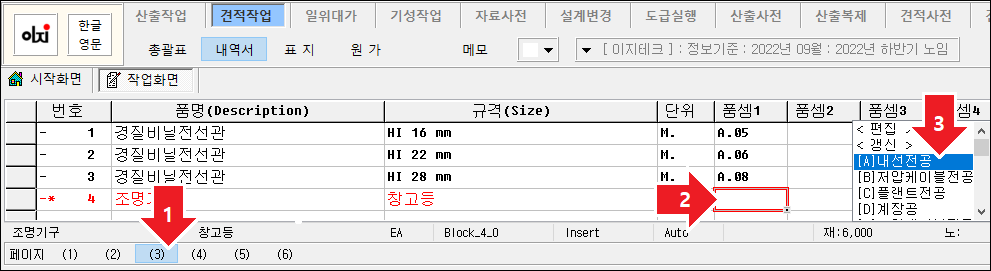 산출작업 견적작업 일위대가 기성작업 자료사전 설계변경 도급실행 산출사전 산출복제 견적사전
이지 한글 영문
총괄표 내역서 표 지 원 가 메모 [ 이지테크 ] : 정보기준 : 2022년 09월 : 2022년 하반기 노임
시작화면 작업화면
번호 품명(Description) 규격(Size) 단위 품셈1 품셈2 품셈3 셈4
- 1 경질비닐전선관 HI 16 mm M. A.05
- 2 경질비닐전선관 HI 22 mm M. A.06
- 3 경질비닐전선관 HI 28 mm M. A.08
-* 4 조명 창고등
< 편집
< 갱신 >
[A]내선전공
[B]저압케이블전공
[C]플랜트전공
[D]계장공
1
2
3
조명기구 창고등 EA Block_4_0 Insert Auto 재:6,000 노:
페이지 (1) (2) (3) (4) (5) (6)